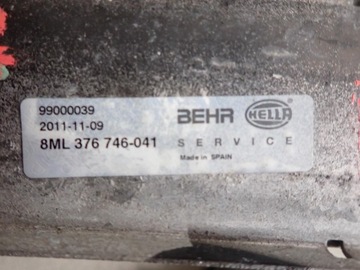 99000039
2011-11-09
8ML 376 746-041
BEHR HELLA
SERVICE
Made in SPAIN